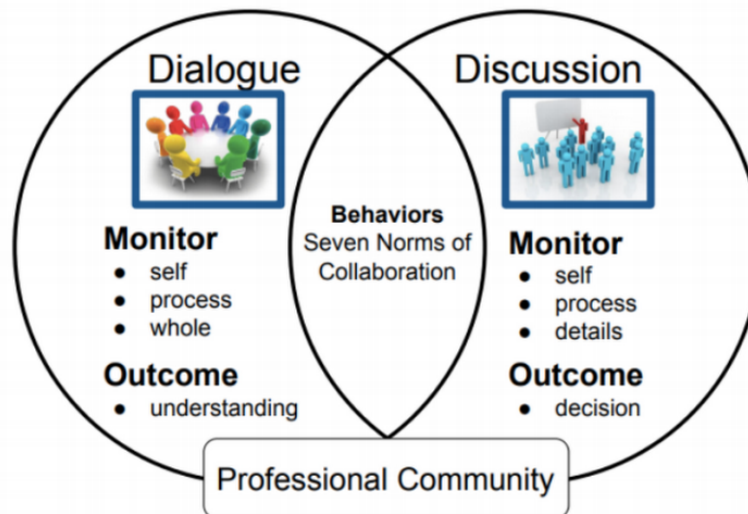 Dialogue
Monitor
● self
● process
● whole
Outcome
● understanding
Behaviors
Seven Norms of
Collaboration
Discussion
Monitor
● self
● process
● details
Outcome
● decision
Professional Community